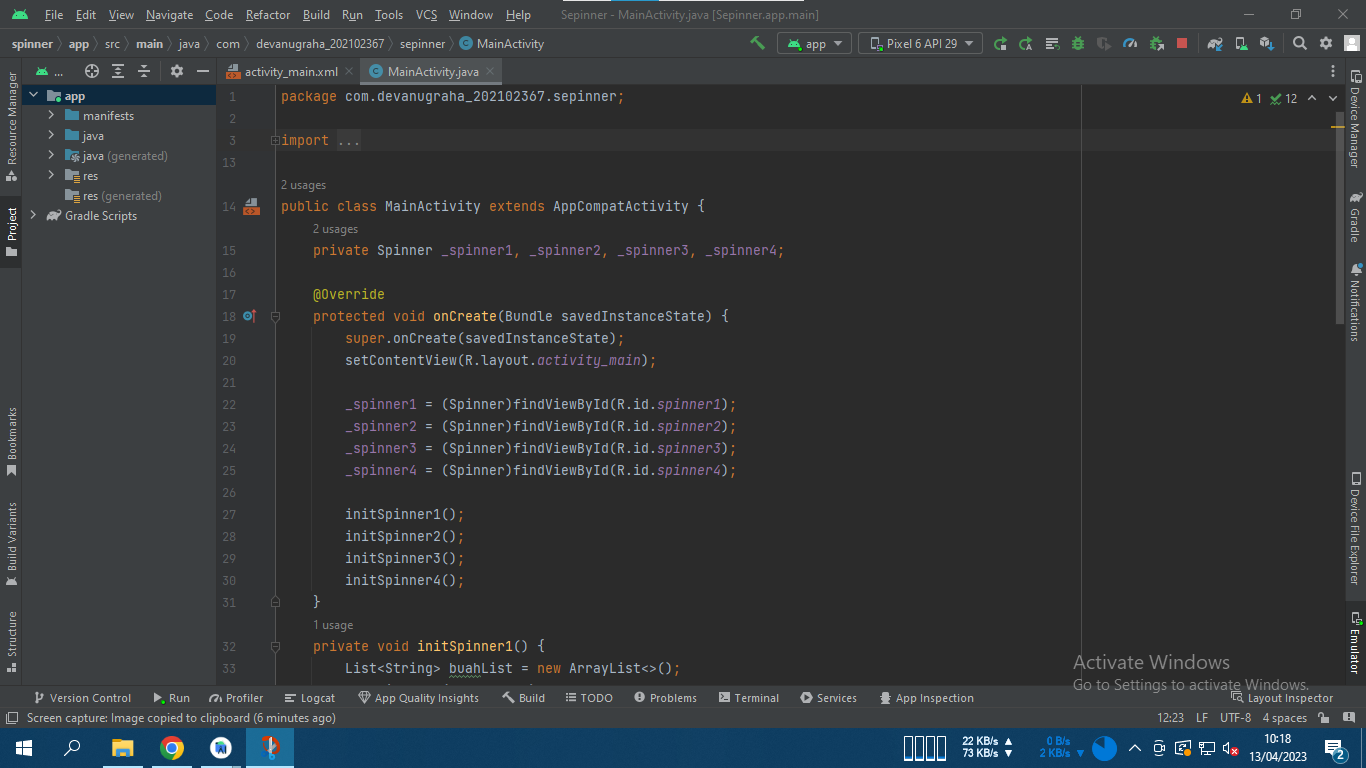 File Edit View Navigate Code Refactor Build Run Tools VCS Window Help Sepinner - MainActivity.java [Sepinner.app.main]
spinner app src main java com devanugraha_202102367 sepinner MainActivity app Pixel 6 API 29
... activity_main.xml MainActivity.java
Resource Manager
Project
Bookmarks
Build Variants
Structure
app
manifests
java
java (generated)
res
res (generated)
Gradle Scripts
1 package com.devanugraha_202102367.sepinner;
2
3 import ...
13
2 usages
14 public class MainActivity extends AppCompatActivity {
2 usages
15 private Spinner _spinner1, _spinner2, _spinner3, _spinner4;
16
17 @Override
18 protected void onCreate(Bundle savedInstanceState) {
19 super.onCreate(savedInstanceState);
20 setContentView(R.layout.activity_main);
21
22 _spinner1 = (Spinner)findViewById(R.id.spinner1);
23 _spinner2 = (Spinner)findViewById(R.id.spinner2);
24 _spinner3 = (Spinner)findViewById(R.id.spinner3);
25 _spinner4 = (Spinner)findViewById(R.id.spinner4);
26
27 initSpinner1();
28 initSpinner2();
29 initSpinner3();
30 initSpinner4();
31 }
1 usage
32 private void initSpinner1() {
33 List<String> buahList = new ArrayList<>();
1 12
Device Manager
Gradle
Notifications
Device File Explorer
Emulator
Activate Windows
Go to Settings to activate Windows.
Version Control Run Profiler Logcat App Quality Insights Build TODO Problems Terminal Services App Inspection Layout Inspector
Screen capture: Image copied to clipboard (6 minutes ago) 12:23 LF UTF-8 4 spaces
22 KB/s
73 KB/s
0 B/s
2 KB/s
10:18
13/04/2023
2